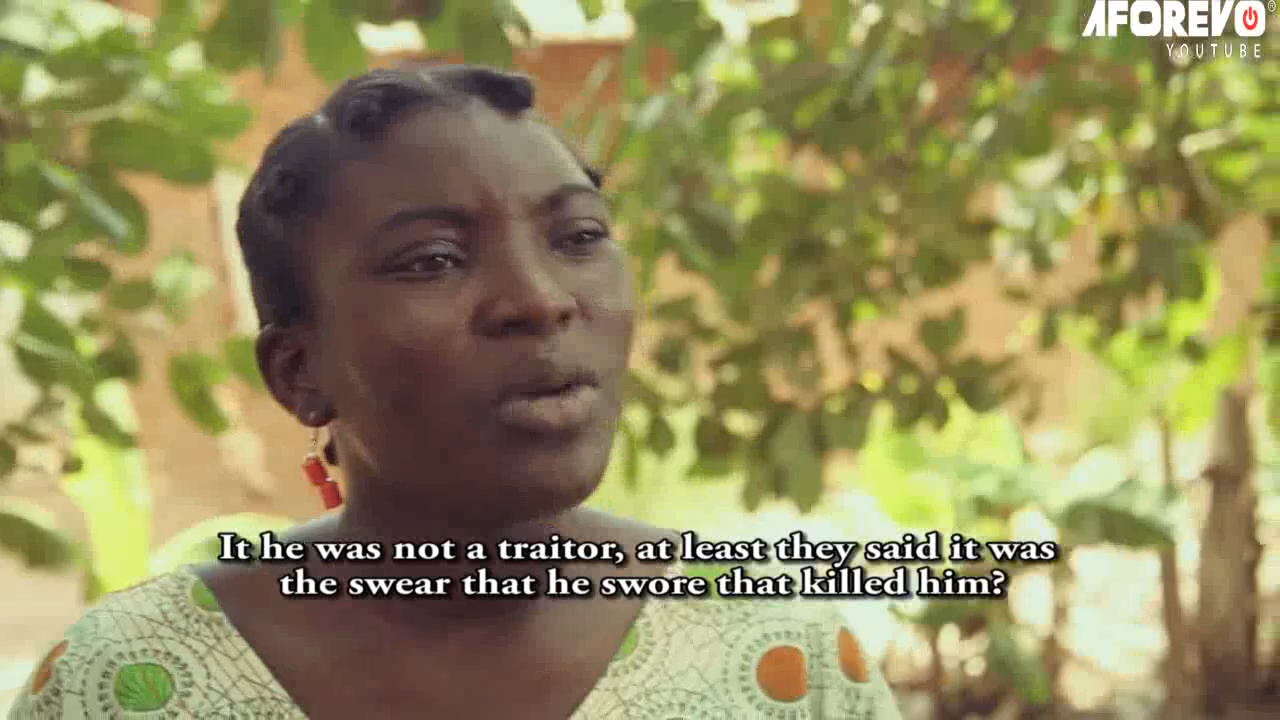 AFOREVO®
YOUTUBE
It he was not a traitor, at least they said it was
the swear that he swore that killed him?